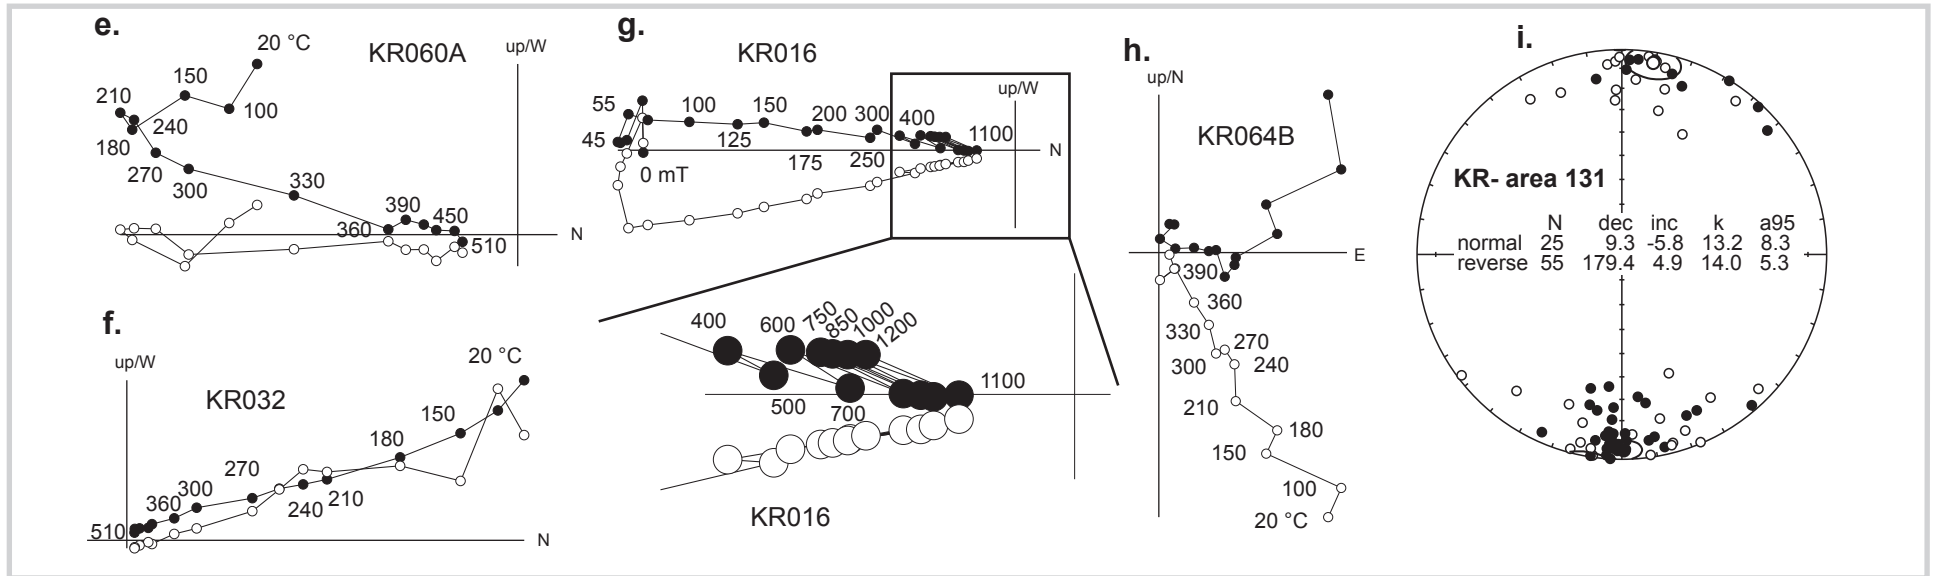 e.
20 °C
KR060A
up/W
150
210
100
240
180
270
300
330
390
450
360
N
510
f.
up/W
20 °C
KR032
150
180
270
300
360
210
240
510
N
g.
KR016
up/W
55
100
150
200
300
400
1100
45
125
N
175
250
0 mT
400
600
750
850
1000
1200
1100
500
700
KR016
h.
up/N
KR064B
E
390
360
330
270
300
240
210
180
150
100
20 °C
i.
KR- area 131
N dec inc k a95
normal 25 9.3 -5.8 13.2 8.3
reverse 55 179.4 4.9 14.0 5.3